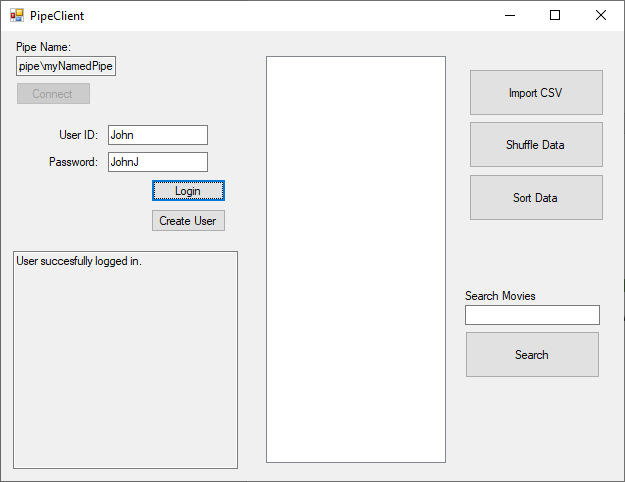 PipeClient
Pipe Name:
.pipe\myNamedPipe
Connect
User ID:
John
Password:
JohnJ
Login
Create User
User succesfully logged in.
Import CSV
Shuffle Data
Sort Data
Search Movies
Search